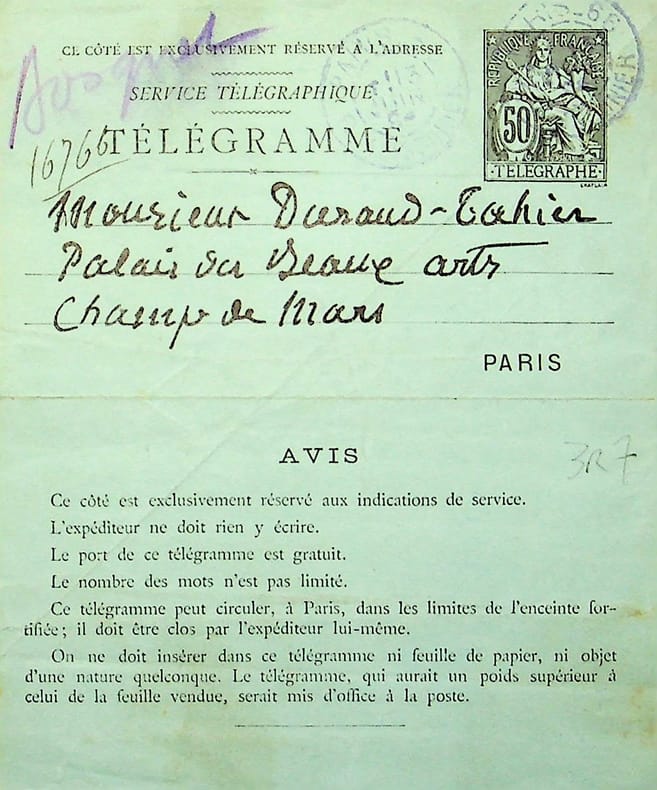 CE CÔTÉ EST EXCLUSIVEMENT RÉSERVÉ A L'ADRESSE
SERVICE TÉLÉGRAPHIQUE
TÉLÉGRAMME
RÉPUBLIQUE FRANÇAISE
50
TELEGRAPHE
CHAPLAIN
16766
Monsieur Durand-Tahier
Palais des Beaux arts
Champ de Mars
PARIS
AVIS
3R7
Ce côté est exclusivement réservé aux indications de service.
L'expéditeur ne doit rien y écrire.
Le port de ce télégramme est gratuit.
Le nombre des mots n'est pas limité.
Ce télégramme peut circuler, à Paris, dans les limites de l'enceinte for-
tifiée; il doit être clos par l'expéditeur lui-même.
On ne doit insérer dans ce télégramme ni feuille de papier, ni objet
d'une nature quelconque. Le télégramme, qui aurait un poids supérieur à
celui de la feuille vendue, serait mis d'office à la poste.